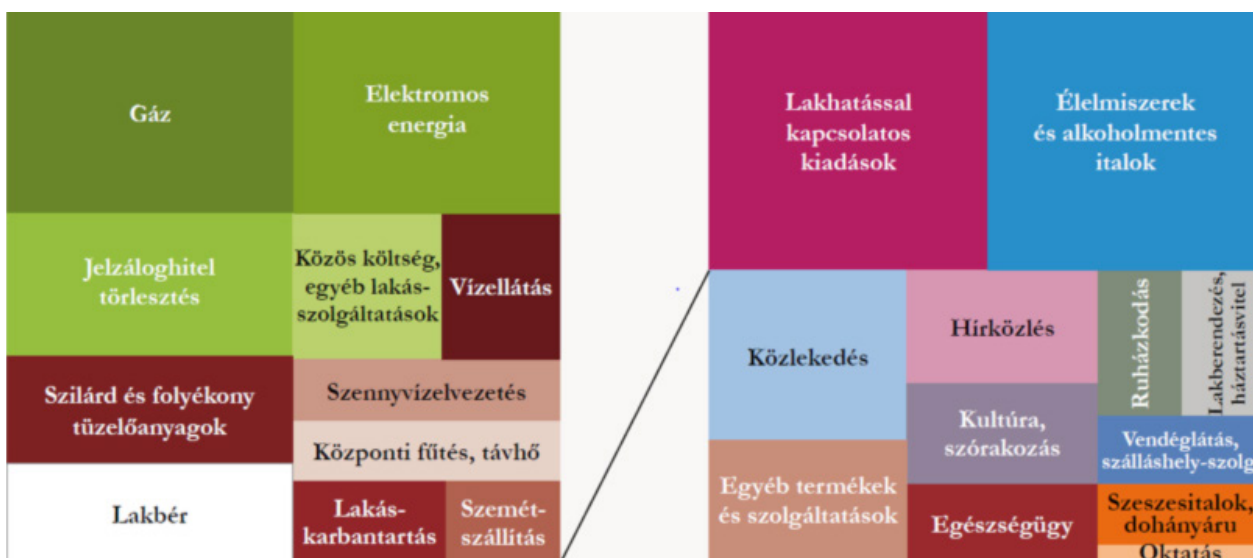 Gáz
Elektromos
energia
Jelzáloghitel
törlesztés
Közös költség,
egyéb lakás-
szolgáltatások
Vízellátás
Szilárd és folyékony
tüzelőanyagok
Szennyvízelvezetés
Központi fűtés, távhő
Lakbér
Lakás-
karbantartás
Szemét-
szállítás
Lakhatással
kapcsolatos
kiadások
Élelmiszerek
és alkoholmentes
italok
Közlekedés
Hírközlés
Ruházkodás
Lakberendezés,
háztartásvitel
Kultúra,
szórakozás
Vendéglátás,
szálláshely-szolg
Egyéb termékek
és szolgáltatások
Egészségügy
Szeszesitalok,
dohányáru
Oktatás